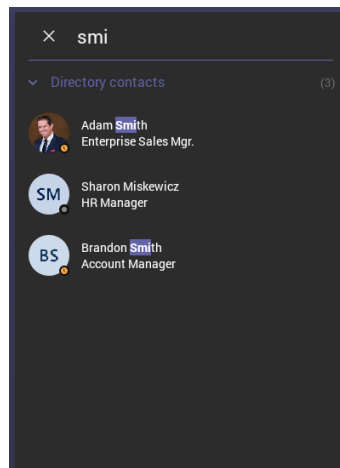 smi
Directory contacts (3)
Adam Smith
Enterprise Sales Mgr.
SM
Sharon Miskewicz
HR Manager
BS
Brandon Smith
Account Manager